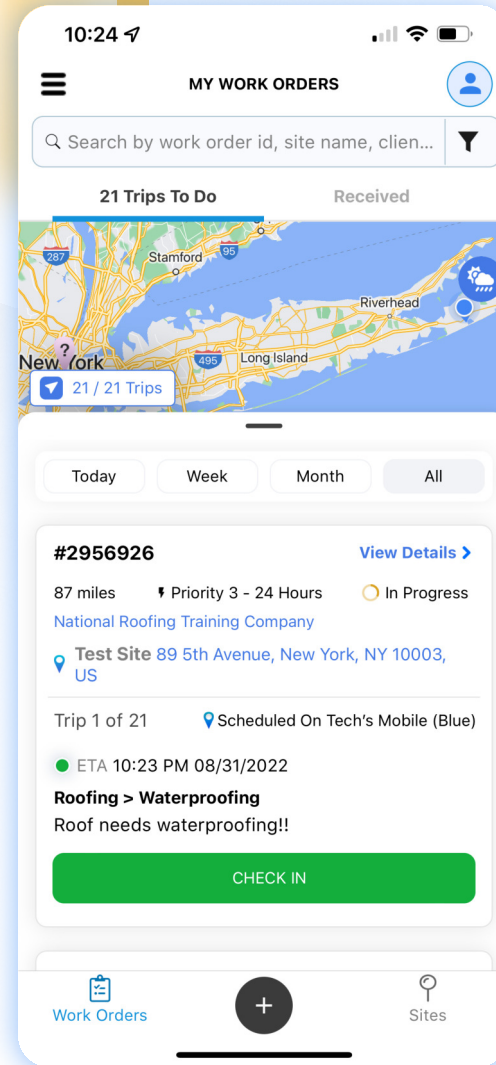 10:24
MY WORK ORDERS
Search by work order id, site name, clien...
21 Trips To Do
Received
287
Stamford
95
Riverhead
?
New York
495
Long Island
21 / 21 Trips
Today
Week
Month
All
#2956926
View Details
87 miles
Priority 3 - 24 Hours
In Progress
National Roofing Training Company
Test Site 89 5th Avenue, New York, NY 10003,
US
Trip 1 of 21
Scheduled On Tech's Mobile (Blue)
ETA 10:23 PM 08/31/2022
Roofing > Waterproofing
Roof needs waterproofing!!
CHECK IN
Work Orders
+
Sites